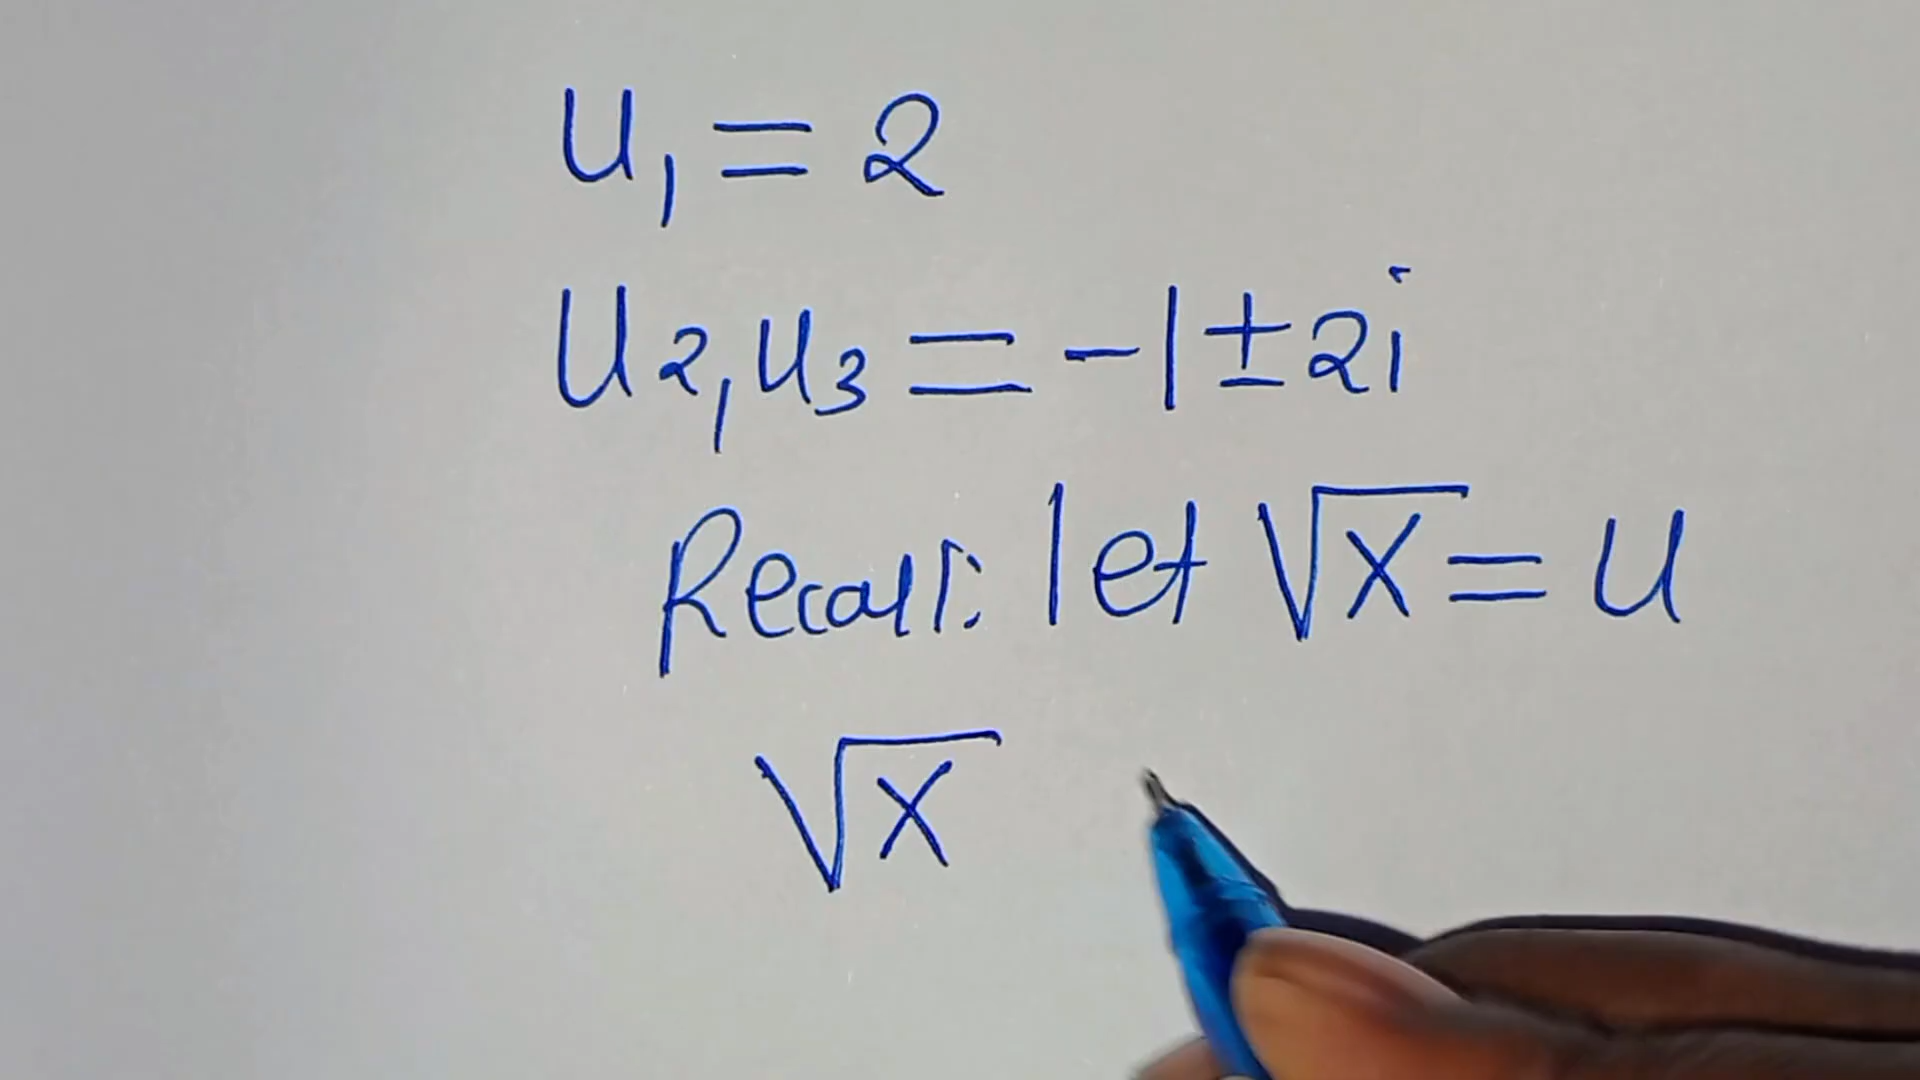 u₁ = 2
u₂, u₃ = -1 ± 2i
Recall: let √x = u
√x